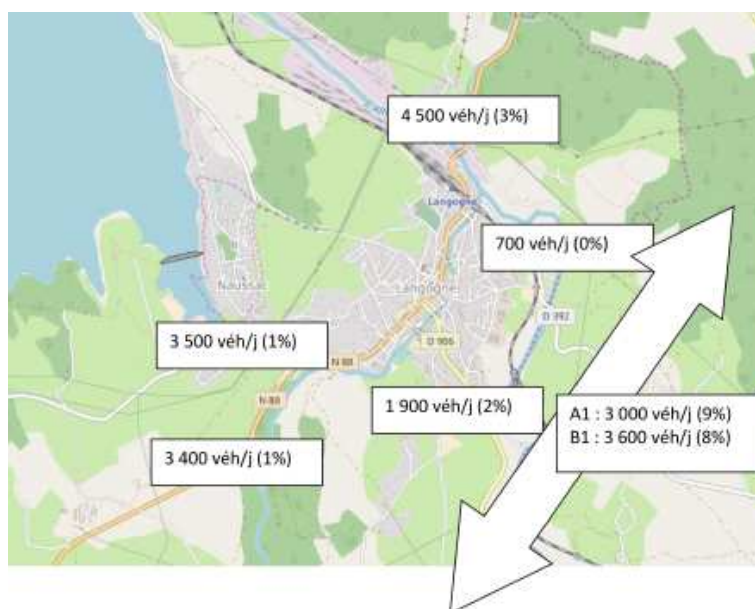 4 500 véh/j (3%)
Langogne
700 véh/j (0%)
Naussac
Langogne
D 392
3 500 véh/j (1%)
N 88
D 906
N 88
1 900 véh/j (2%)
A1 : 3 000 véh/j (9%)
B1 : 3 600 véh/j (8%)
3 400 véh/j (1%)